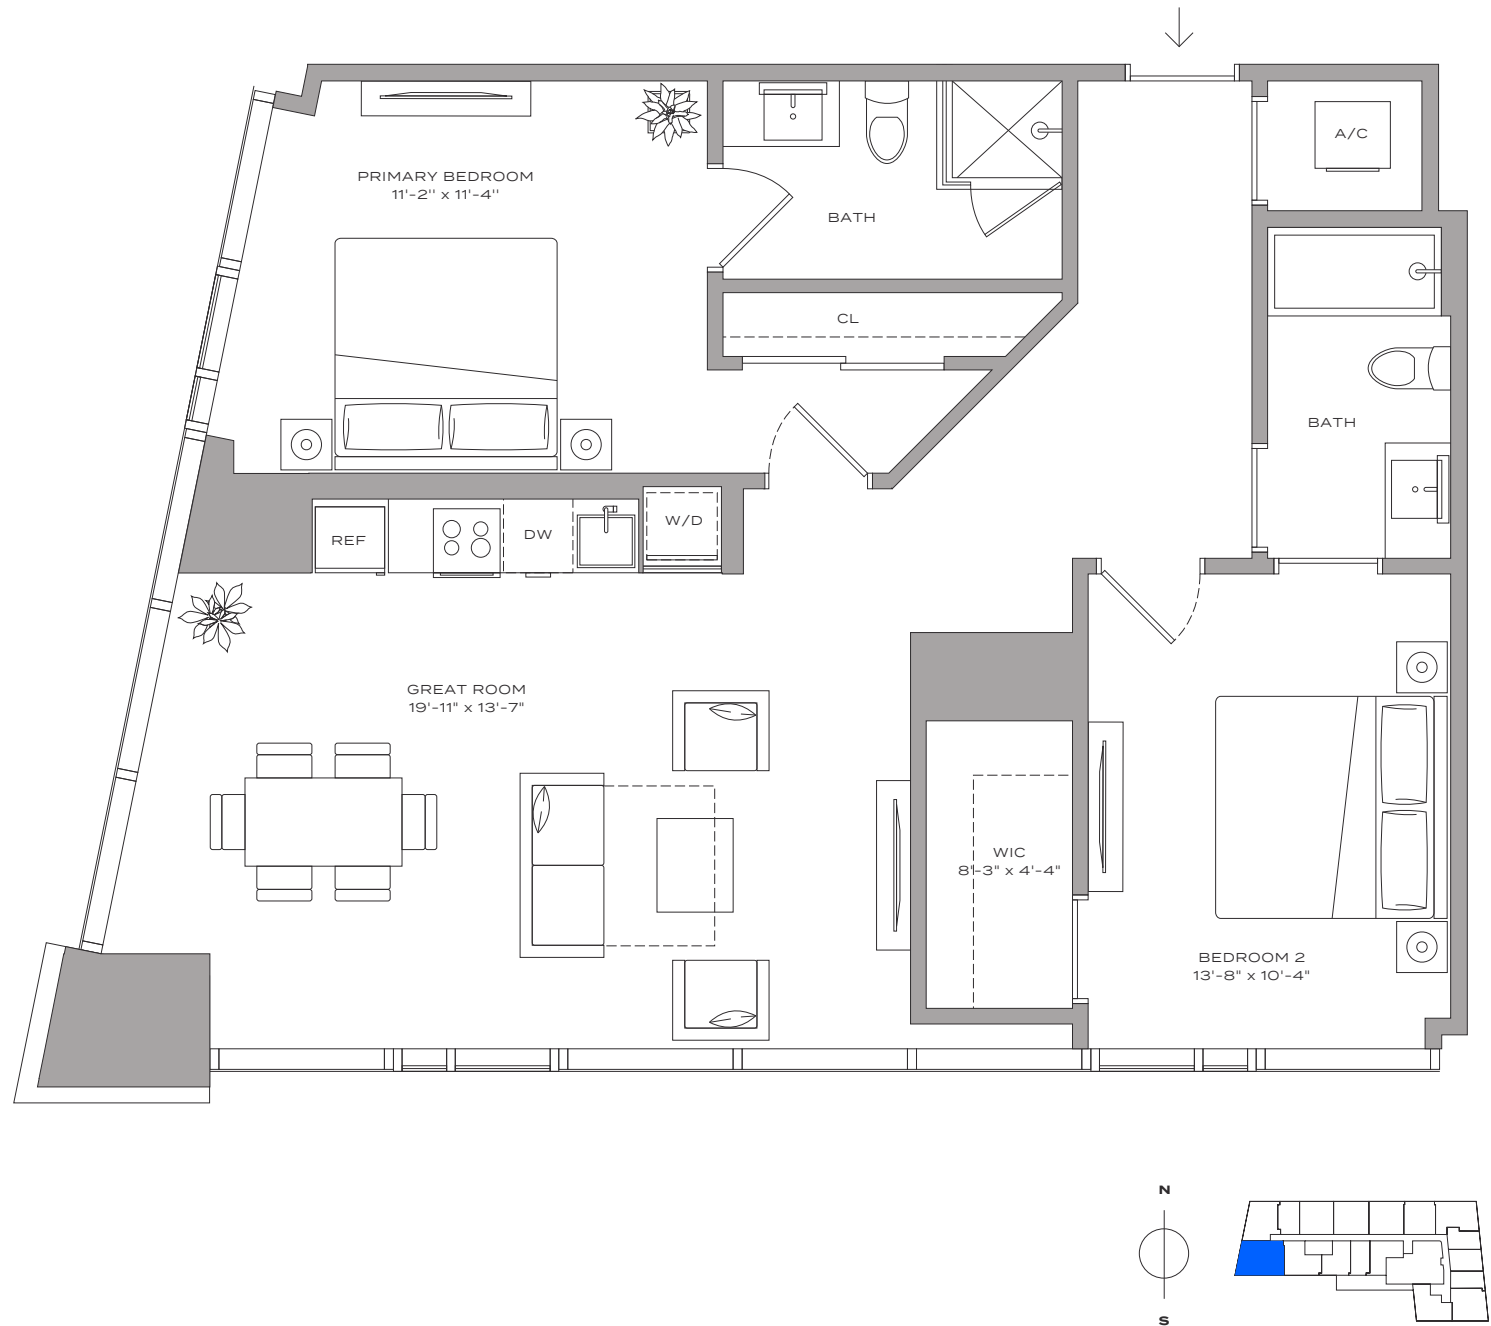 A/C
PRIMARY BEDROOM
11'-2'' x 11'-4''
BATH
CL
BATH
W/D
DW
REF
GREAT ROOM
19'-11" x 13'-7"
WIC
8'-3" x 4'-4"
BEDROOM 2
13'-8" x 10'-4"
N
S